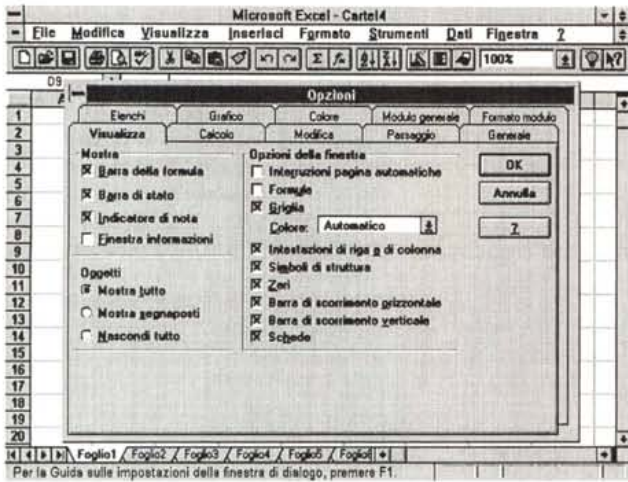 Microsoft Excel - Cartel4
File Modifica Visualizza Inserisci Formato Strumenti Dati Finestra ?
100%
D9
Opzioni
Elenchi Grafico Colore Modulo generale Formato modulo
Visualizza Calcolo Modifica Passaggio Generale
Mostra
Barra della formula
Barra di stato
Indicatore di nota
Finestra informazioni
Oggetti
Mostra tutto
Mostra segnaposti
Nascondi tutto
Opzioni della finestra
Interruzioni pagina automatiche
Formule
Griglia
Colore: Automatico
Intestazioni di riga e di colonna
Simboli di struttura
Zeri
Barra di scorrimento orizzontale
Barra di scorrimento verticale
Schede
OK
Annulla
?
1
2
3
4
5
6
7
8
9
10
11
12
13
14
15
16
17
18
19
20
Foglio1 Foglio2 Foglio3 Foglio4 Foglio5 Foglio6
Per la Guida sulle impostazioni della finestra di dialogo, premere F1.